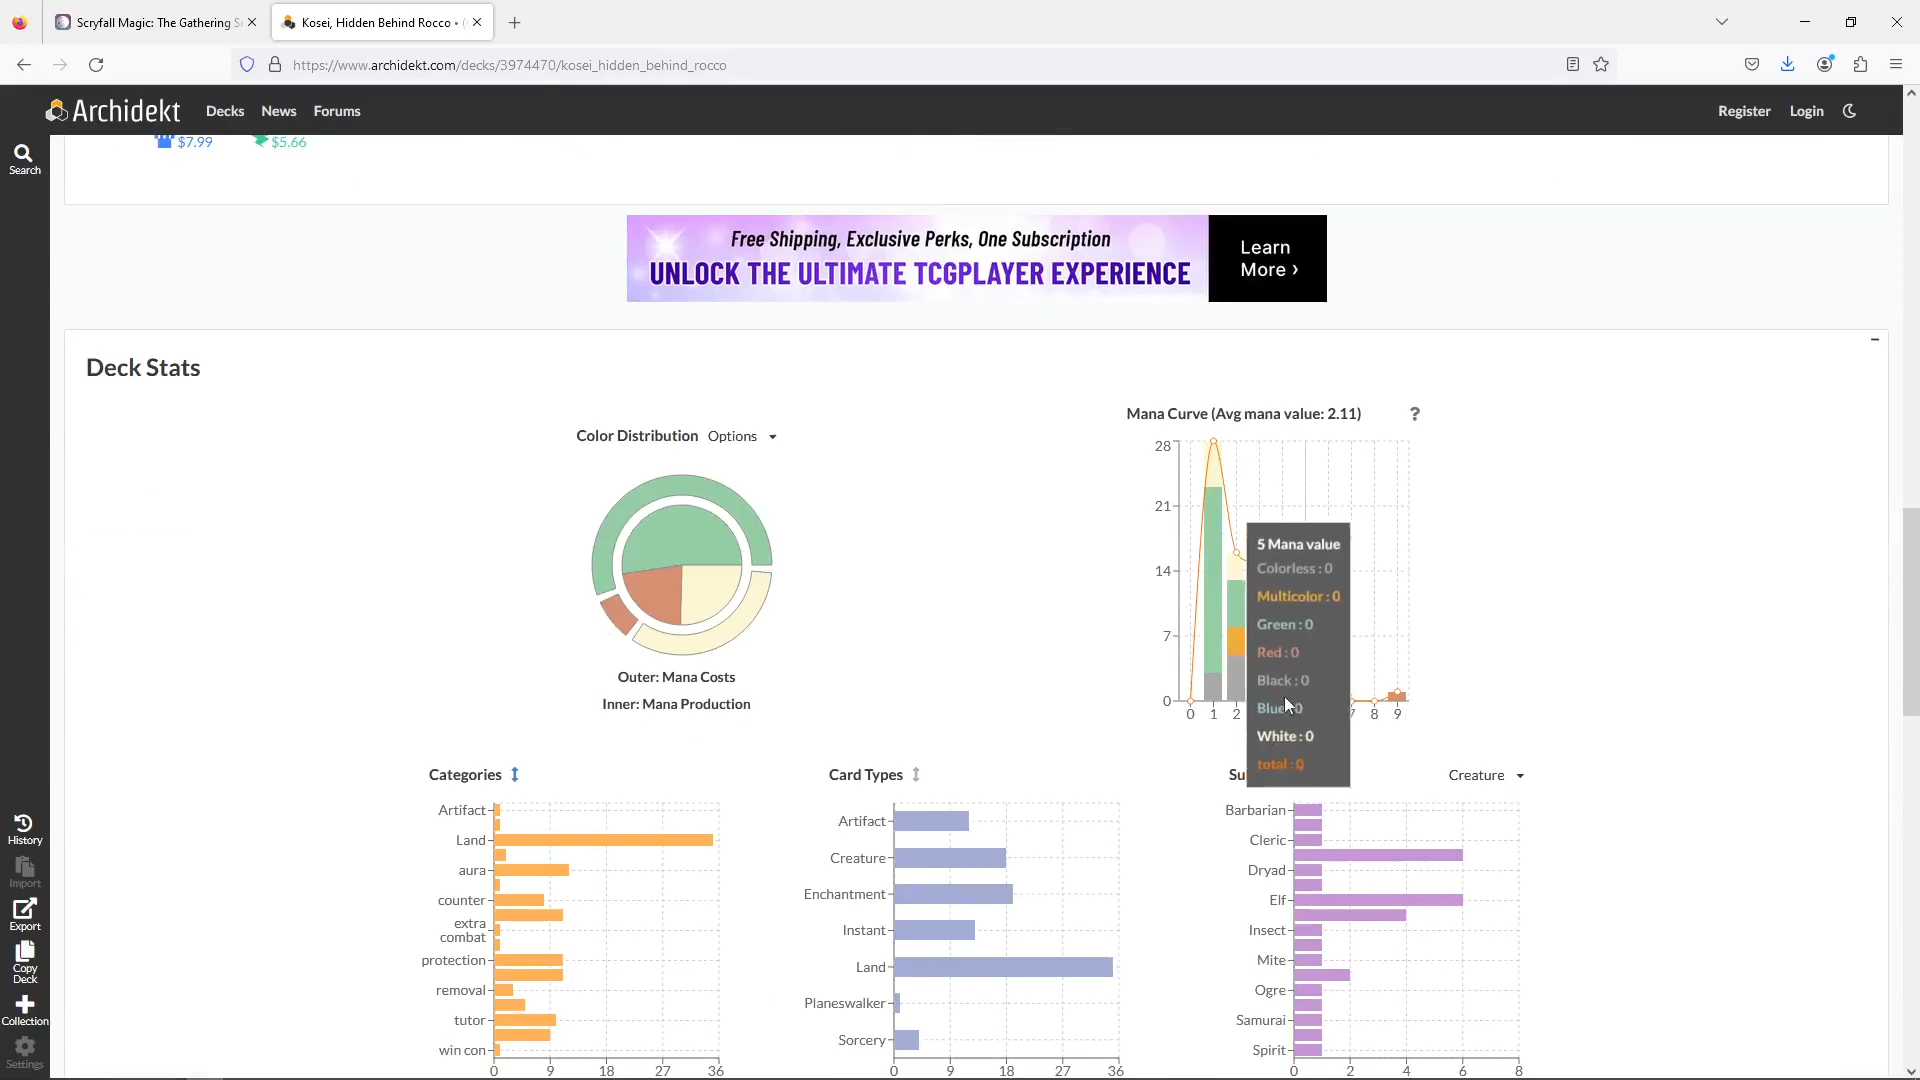 Scryfall Magic: The Gathering Se
Kosei, Hidden Behind Rocco • (
https://www.archidekt.com/decks/3974470/kosei_hidden_behind_rocco
Archidekt
Decks
News
Forums
Register
Login
Search
$7.99
$5.66
Free Shipping, Exclusive Perks, One Subscription
UNLOCK THE ULTIMATE TCGPLAYER EXPERIENCE
Learn
More ›
Deck Stats
Color Distribution
Options
Outer: Mana Costs
Inner: Mana Production
Mana Curve (Avg mana value: 2.11)
?
28
21
14
7
0
0
1
2
7
8
9
5 Mana value
Colorless : 0
Multicolor : 0
Green : 0
Red : 0
Black : 0
Blue : 0
White : 0
total : 0
Categories
Artifact
Land
aura
counter
extra
combat
protection
removal
tutor
win con
0
9
18
27
36
Card Types
Artifact
Creature
Enchantment
Instant
Land
Planeswalker
Sorcery
0
9
18
27
36
Su
Creature
Barbarian
Cleric
Dryad
Elf
Insect
Mite
Ogre
Samurai
Spirit
0
2
4
6
8
History
Import
Export
Copy
Deck
Collection
Settings